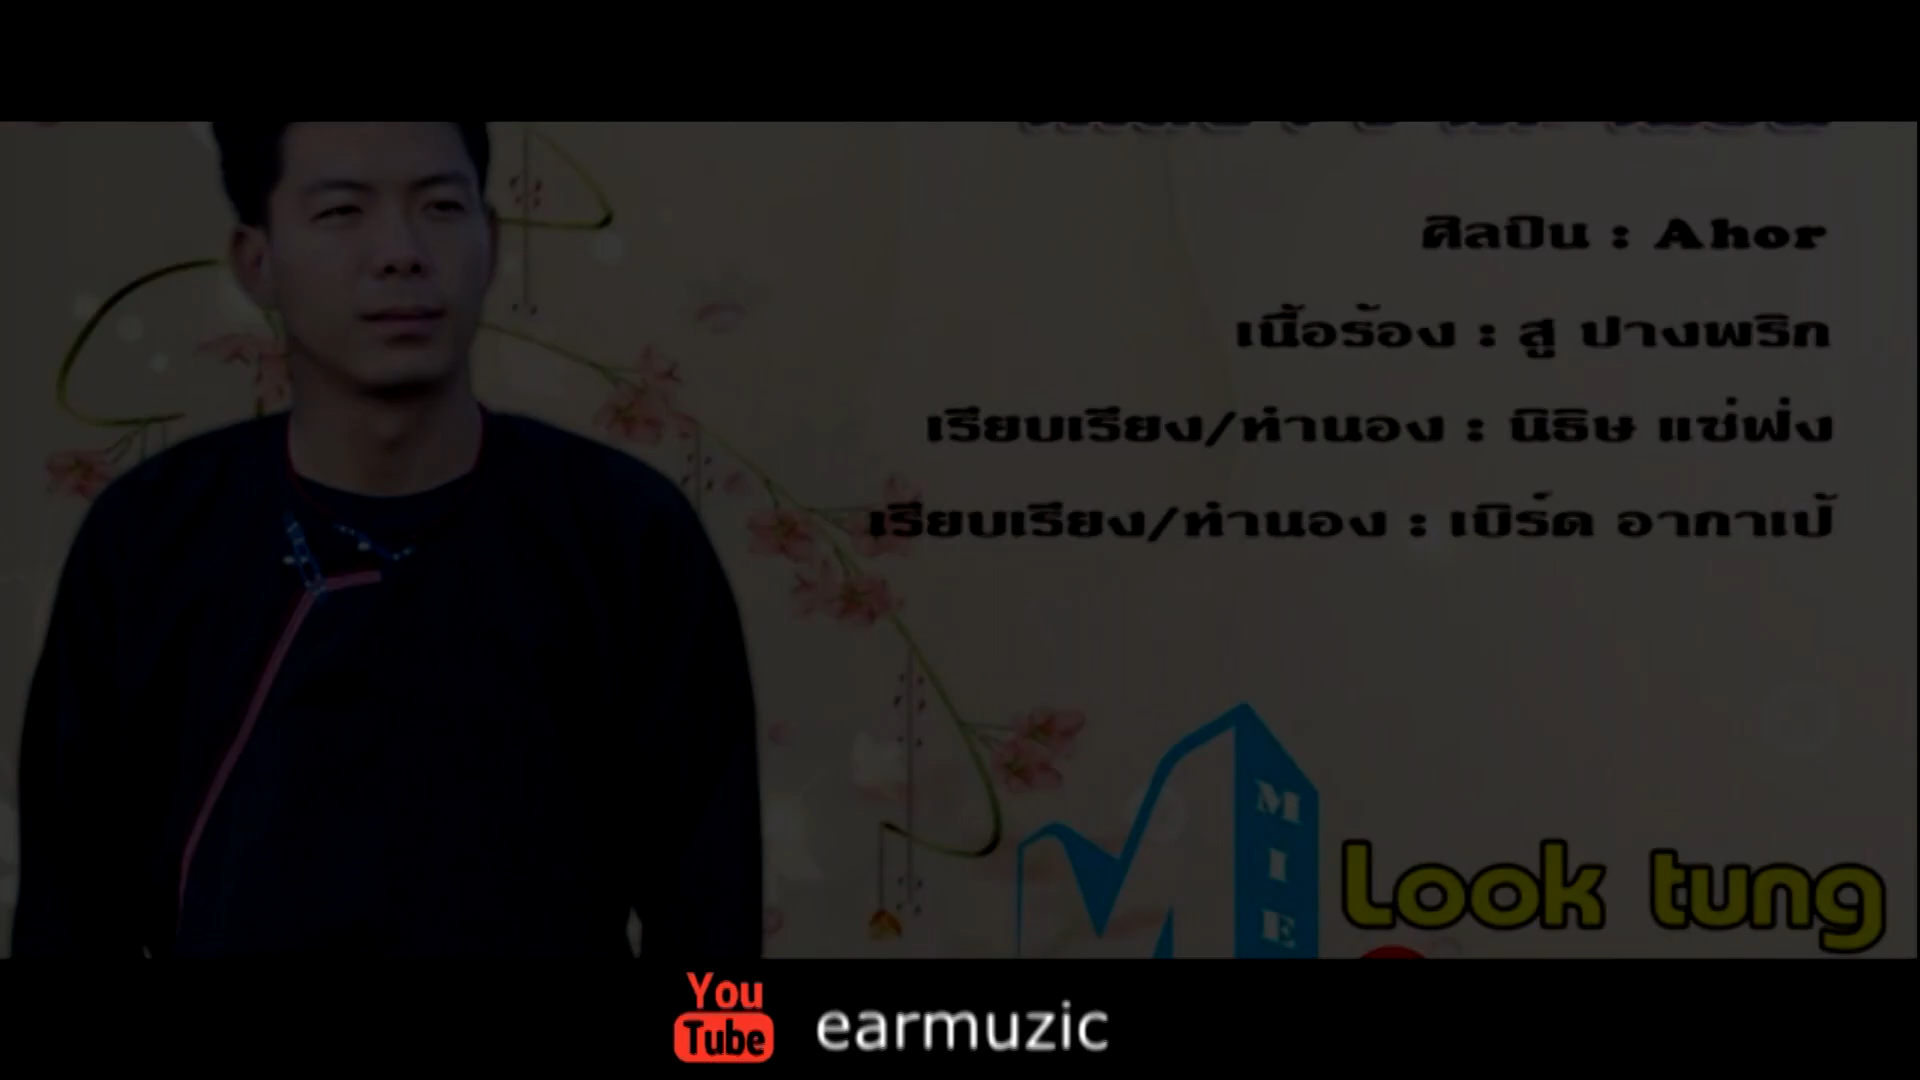 ศิลปิน : Ahor
เนื้อร้อง : สู ปางพริก
เรียบเรียง/ทำนอง : นิธิษ แซ่ฟ่ง
เรียบเรียง/ทำนอง : เบิร์ด อากาเป้
MIE
Look tung
YouTube earmuzic